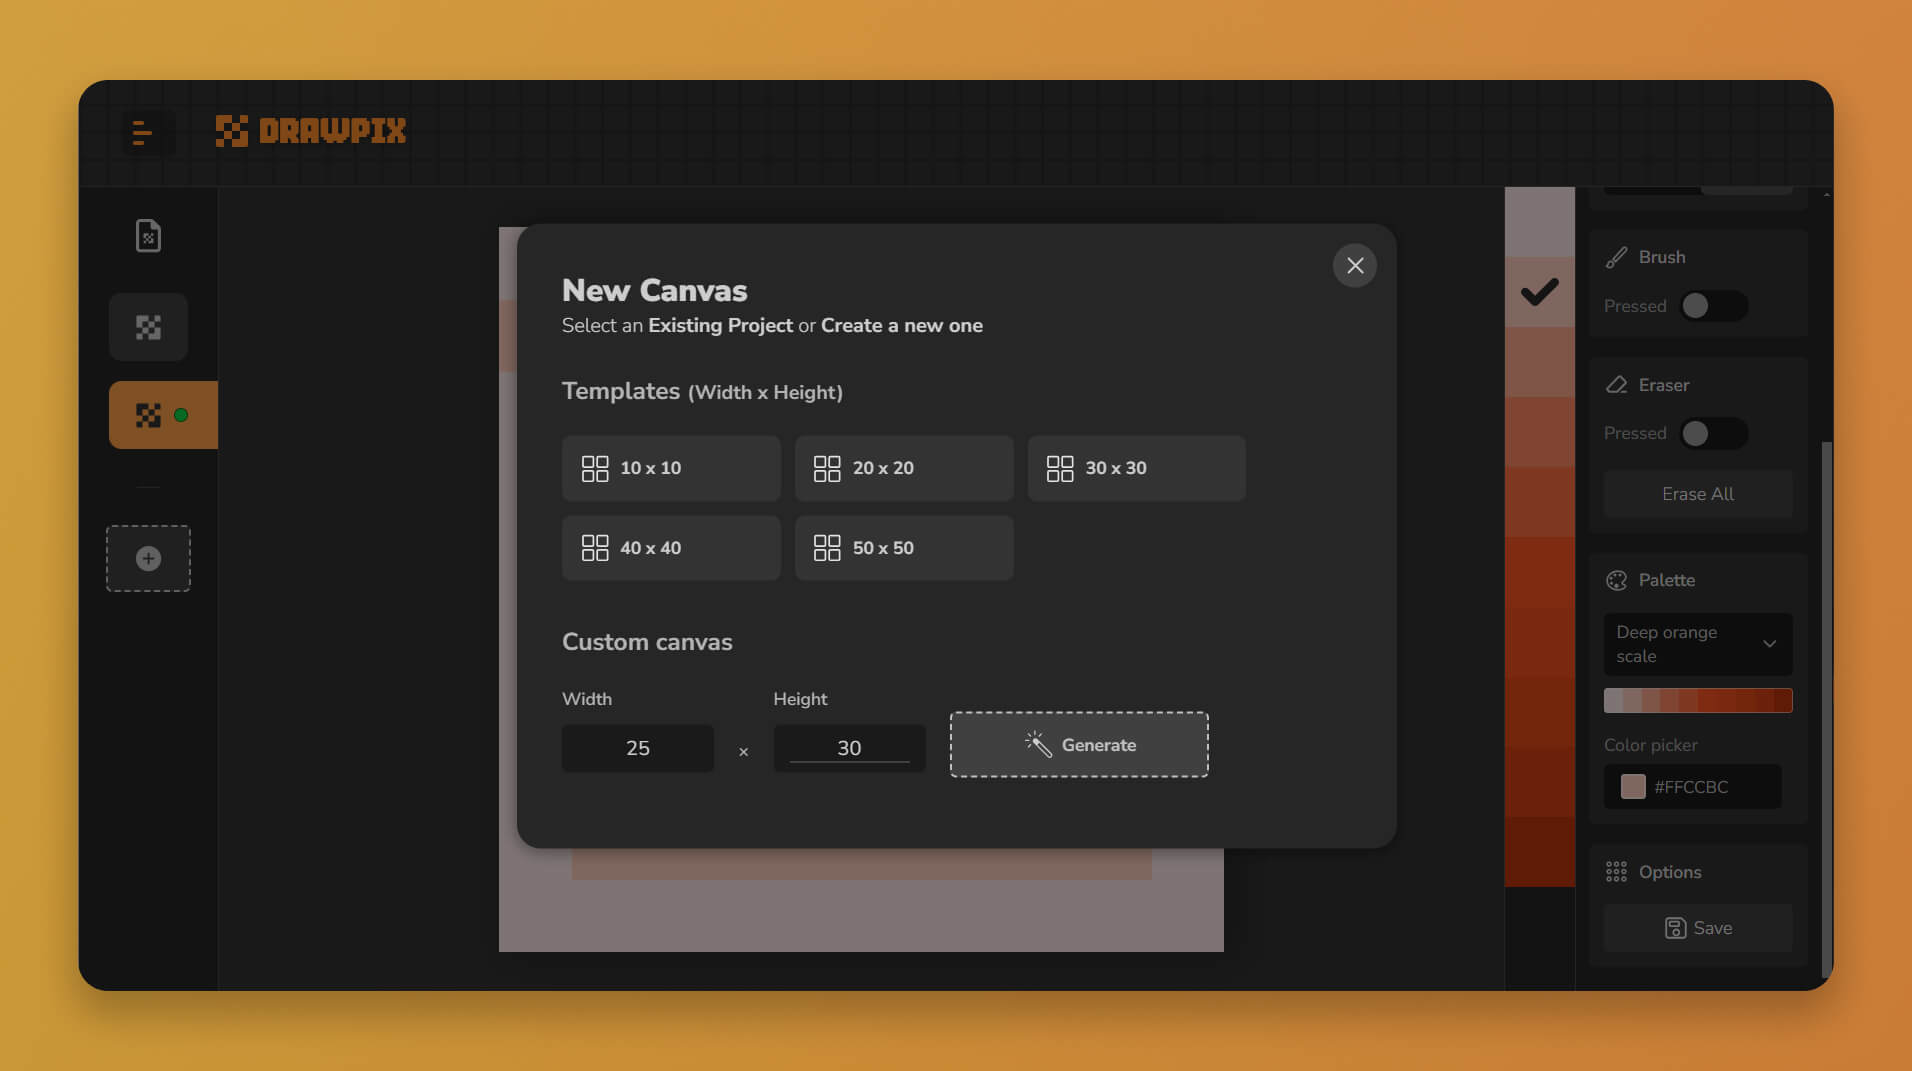 DRAWPIX
New Canvas
Select an Existing Project or Create a new one
Templates (Width x Height)
10 x 10
20 x 20
30 x 30
40 x 40
50 x 50
Custom canvas
Width
Height
25
×
30
Generate
Brush
Pressed
Eraser
Pressed
Erase All
Palette
Deep orange
scale
Color picker
#FFCCBC
Options
Save